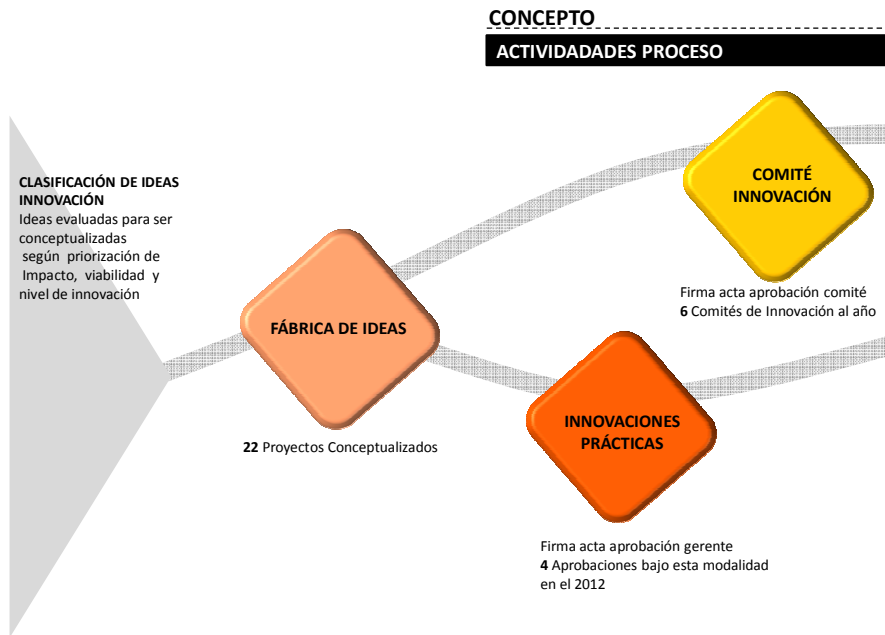 CONCEPTO
ACTIVIDADADES PROCESO
CLASIFICACIÓN DE IDEAS
INNOVACIÓN
Ideas evaluadas para ser
conceptualizadas
según priorización de
Impacto, viabilidad y
nivel de innovación
FÁBRICA DE IDEAS
22 Proyectos Conceptualizados
COMITÉ
INNOVACIÓN
Firma acta aprobación comité
6 Comités de Innovación al año
INNOVACIONES
PRÁCTICAS
Firma acta aprobación gerente
4 Aprobaciones bajo esta modalidad
en el 2012